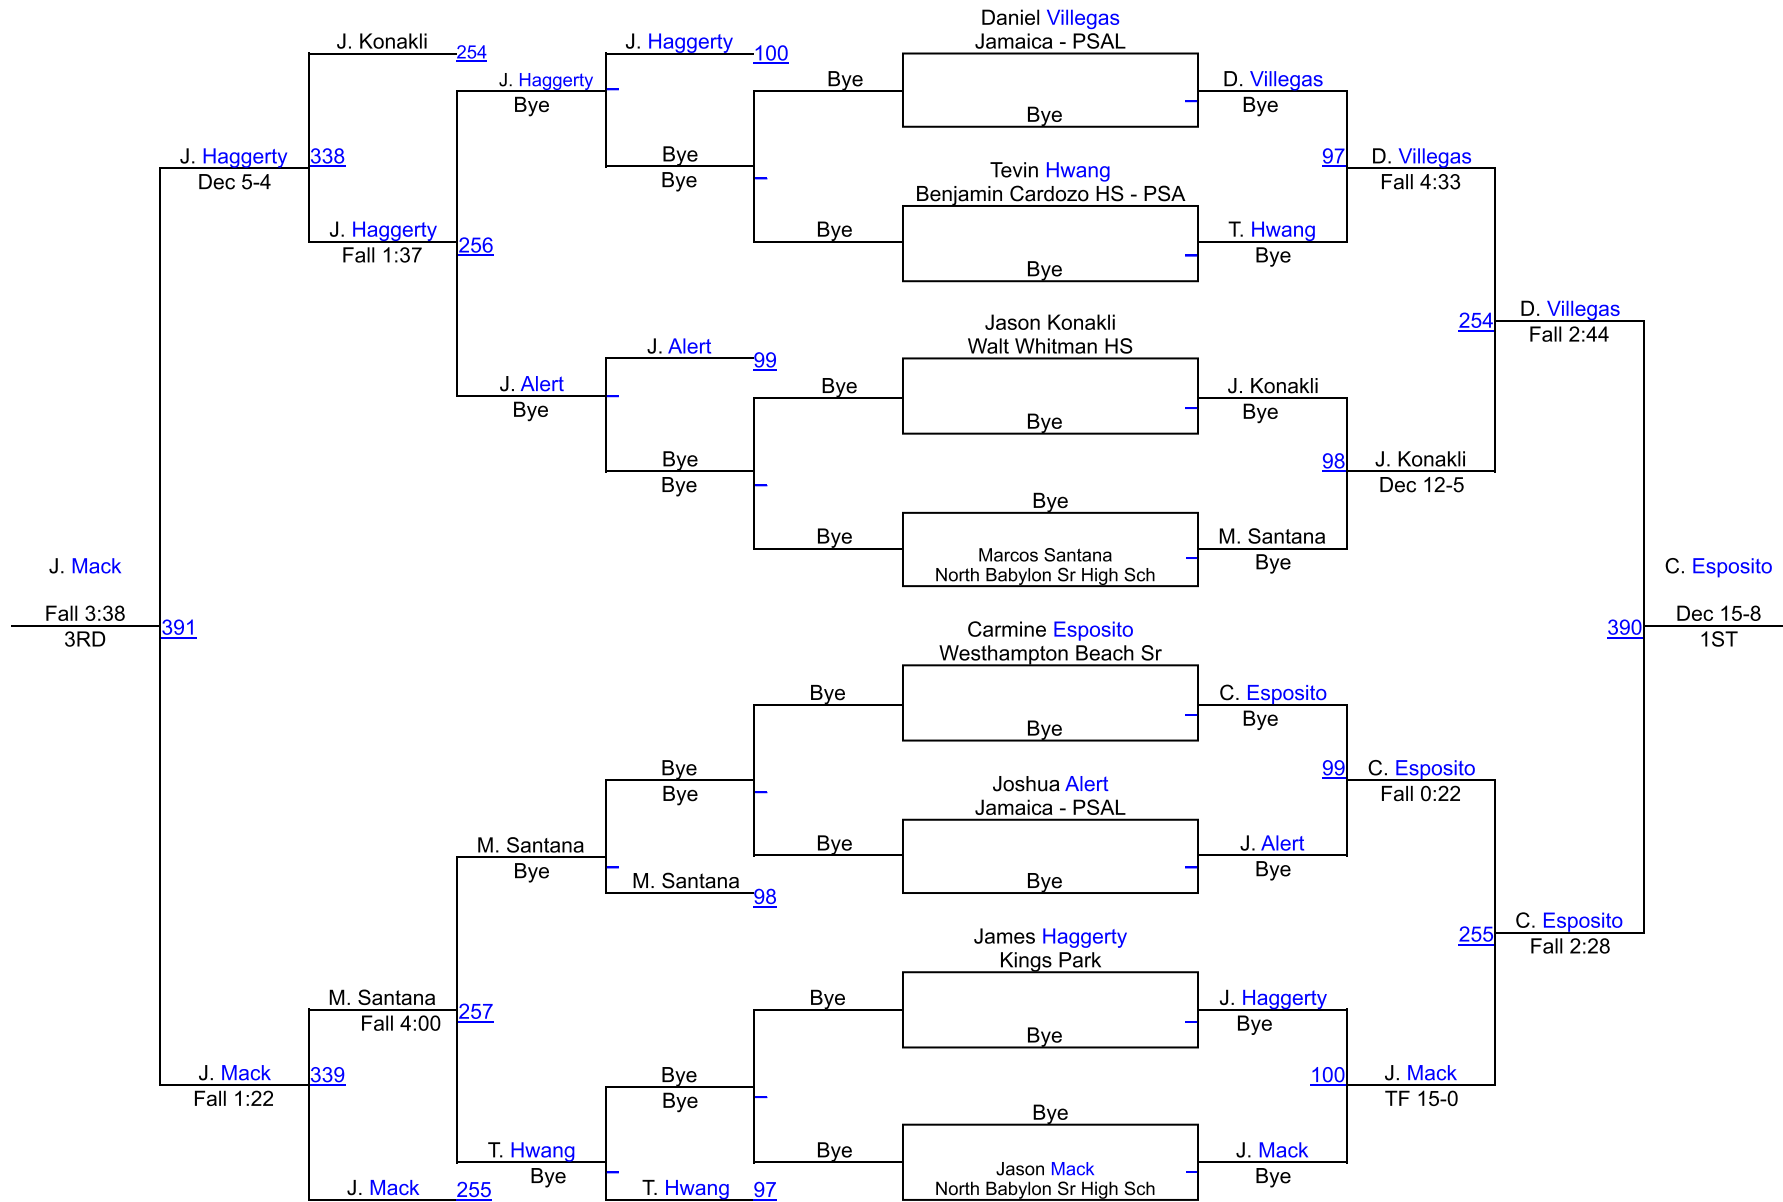 Daniel Villegas
Jamaica - PSAL
J. Konakli
254
J. Haggerty
100
J. Haggerty
Bye
Bye
Bye
D. Villegas
Bye
J. Haggerty
338
Dec 5-4
Bye
Bye
Tevin Hwang
Benjamin Cardozo HS - PSA
97
D. Villegas
Fall 4:33
J. Haggerty
Fall 1:37
256
Bye
Bye
T. Hwang
Bye
Jason Konakli
Walt Whitman HS
254
D. Villegas
Fall 2:44
J. Alert
99
J. Alert
Bye
Bye
Bye
J. Konakli
Bye
Bye
Bye
98
J. Konakli
Dec 12-5
Bye
Bye
Marcos Santana
North Babylon Sr High Sch
M. Santana
Bye
J. Mack
Fall 3:38
3RD
391
C. Esposito
Dec 15-8
1ST
390
Carmine Esposito
Westhampton Beach Sr
Bye
Bye
C. Esposito
Bye
Bye
Bye
Joshua Alert
Jamaica - PSAL
99
C. Esposito
Fall 0:22
M. Santana
Bye
Bye
Bye
J. Alert
Bye
M. Santana
98
James Haggerty
Kings Park
255
C. Esposito
Fall 2:28
M. Santana
Fall 4:00
257
Bye
Bye
J. Haggerty
Bye
J. Mack
339
Fall 1:22
Bye
Bye
100
J. Mack
TF 15-0
Bye
T. Hwang
Bye
Bye
Jason Mack
North Babylon Sr High Sch
J. Mack
Bye
J. Mack
255
T. Hwang
97